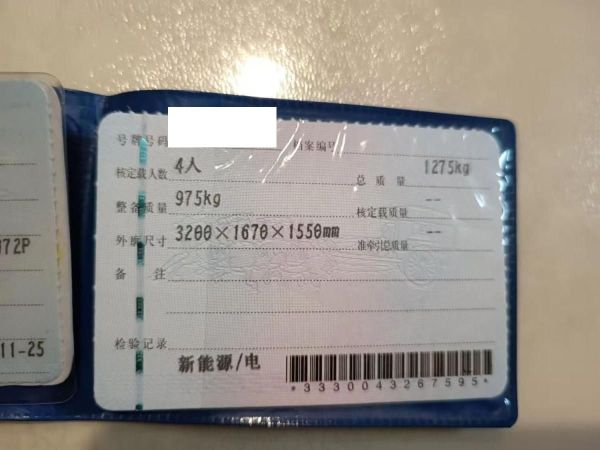 号牌号码 档案编号
核定载人数 4人 总质量 1275kg
整备质量 975kg 核定载质量 --
外廓尺寸 3200×1670×1550mm 准牵引总质量 --
备注
检验记录
新能源/电
*3330043267595*
72P
11-25